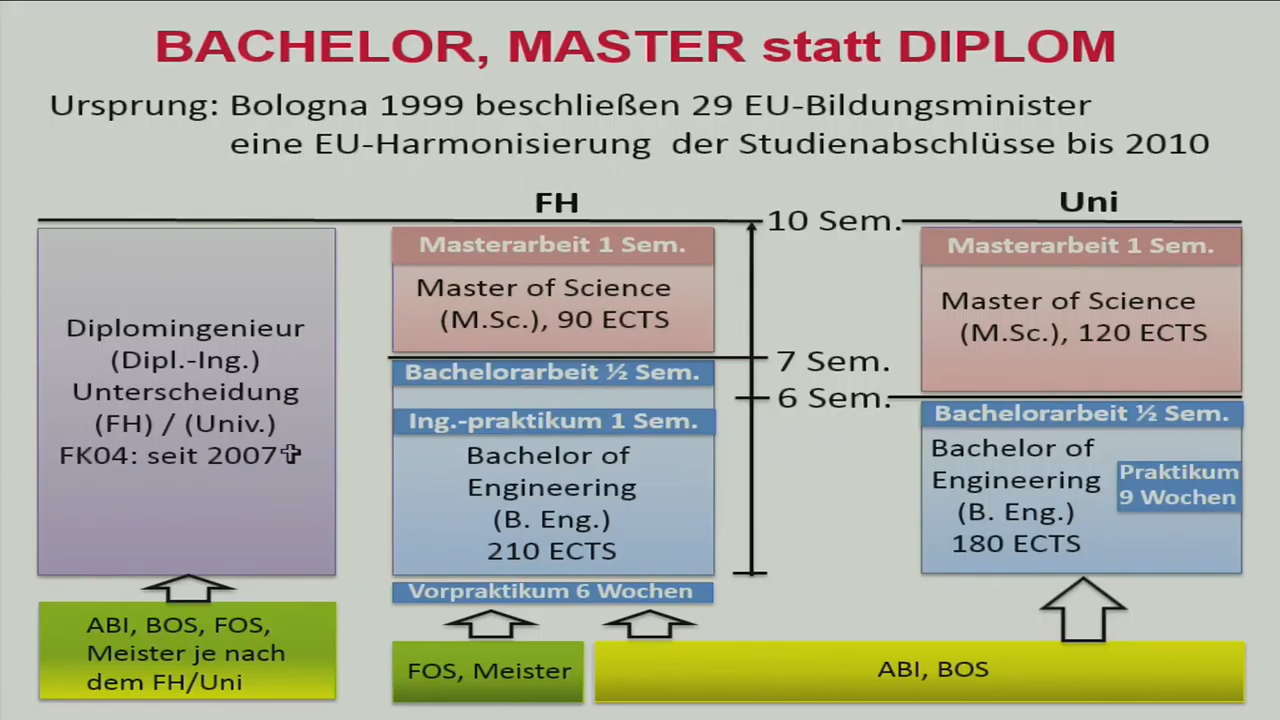 BACHELOR, MASTER statt DIPLOM
Ursprung: Bologna 1999 beschließen 29 EU-Bildungsminister
eine EU-Harmonisierung der Studienabschlüsse bis 2010
Diplomingenieur
(Dipl.-Ing.)
Unterscheidung
(FH) / (Univ.)
FK04: seit 2007✞
ABI, BOS, FOS,
Meister je nach
dem FH/Uni
FH
Masterarbeit 1 Sem.
Master of Science
(M.Sc.), 90 ECTS
Bachelorarbeit ½ Sem.
Ing.-praktikum 1 Sem.
Bachelor of
Engineering
(B. Eng.)
210 ECTS
Vorpraktikum 6 Wochen
FOS, Meister
10 Sem.
7 Sem.
6 Sem.
Uni
Masterarbeit 1 Sem.
Master of Science
(M.Sc.), 120 ECTS
Bachelorarbeit ½ Sem.
Bachelor of
Engineering
(B. Eng.)
180 ECTS
Praktikum
9 Wochen
ABI, BOS